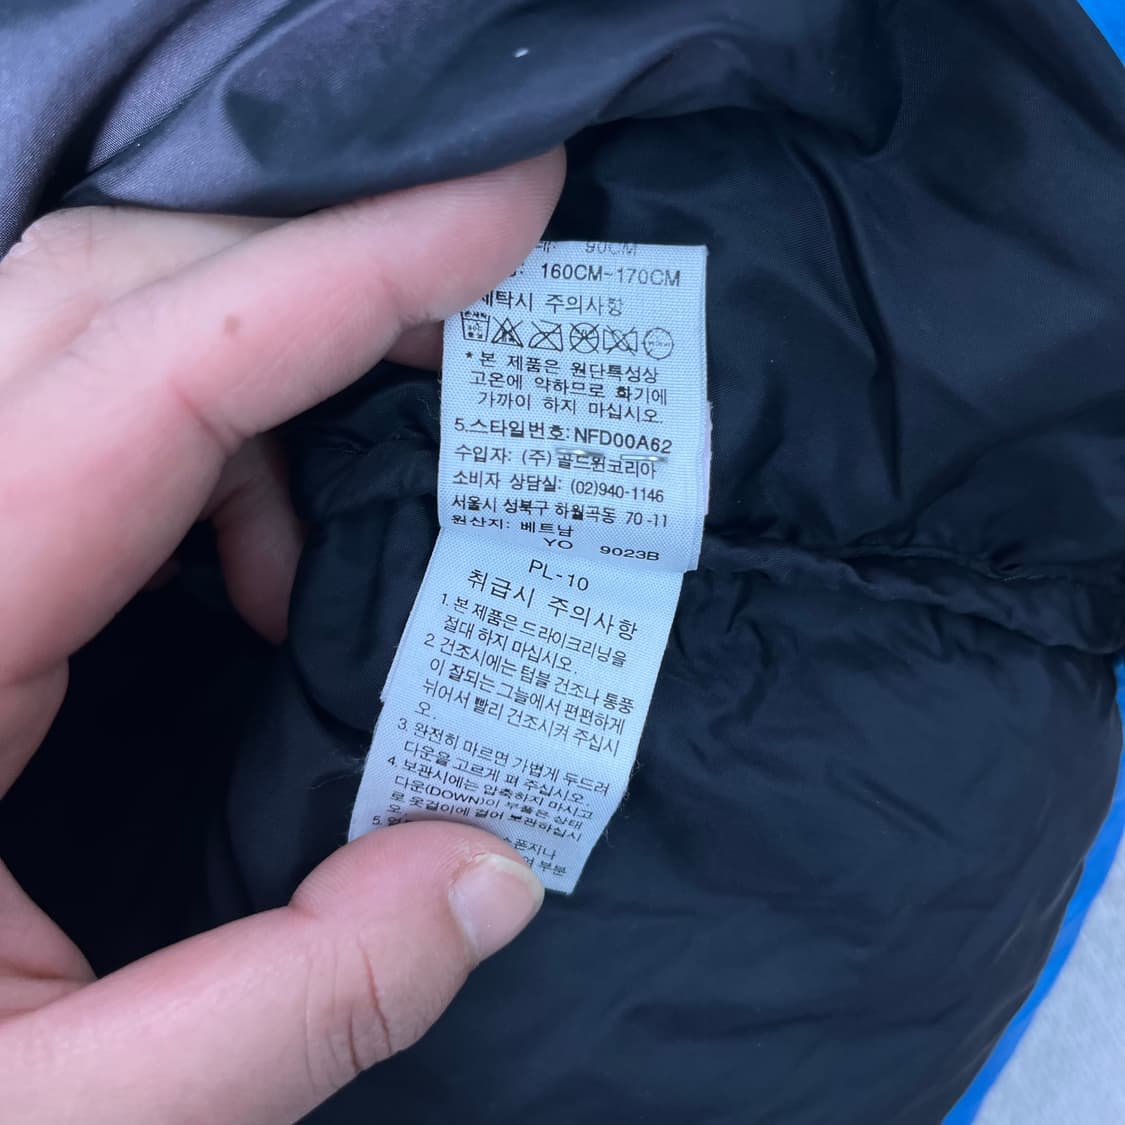 90CM
160CM~170CM
세탁시 주의사항
* 본 제품은 원단특성상
고온에 약하므로 화기에
가까이 하지 마십시오.
5.스타일번호:NFD00A62
수입자: (주)골드윈코리아
소비자 상담실: (02)940-1146
서울시 성북구 하월곡동 70-11
원산지: 베트남
YO 9023B
PL-10
취급시 주의사항
1. 본 제품은 드라이크리닝을
절대 하지 마십시오.
2 건조시에는 텀블 건조나 통풍
이 잘되는 그늘에서 편편하게
뉘어서 빨리 건조시켜 주십시
오.
3. 완전히 마르면 가볍게 두드려
다운을 고르게 펴 주십시오.
4. 보관시에는 압축하지 마시고
다운(DOWN)이 부풀은 상태
로 옷걸이에 걸어 보관하십시
오.
5.
스폰지나
부분